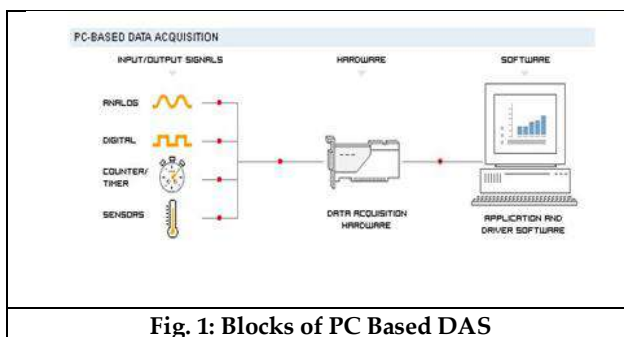 PC-BASED DATA ACQUISITION
INPUT/OUTPUT SIGNALS
HARDWARE
SOFTWARE
ANALOG
DIGITAL
COUNTER/
TIMER
SENSORS
DATA ACQUISITION
HARDWARE
APPLICATION AND
DRIVER SOFTWARE
Fig. 1: Blocks of PC Based DAS